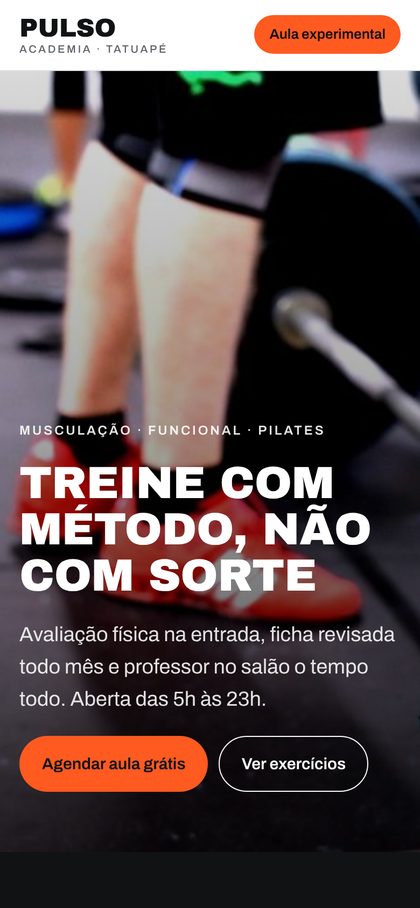 PULSO
ACADEMIA · TATUAPÉ
Aula experimental
MUSCULAÇÃO · FUNCIONAL · PILATES
TREINE COM
MÉTODO, NÃO
COM SORTE
Avaliação física na entrada, ficha revisada
todo mês e professor no salão o tempo
todo. Aberta das 5h às 23h.
Agendar aula grátis
Ver exercícios